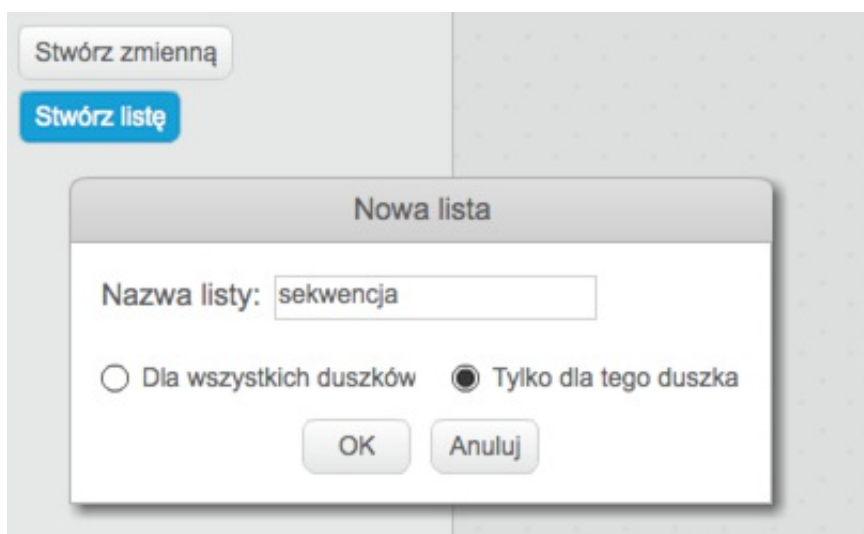 Stwórz zmienną
Stwórz listę
Nowa lista
Nazwa listy: sekwencja
Dla wszystkich duszków Tylko dla tego duszka
OK Anuluj